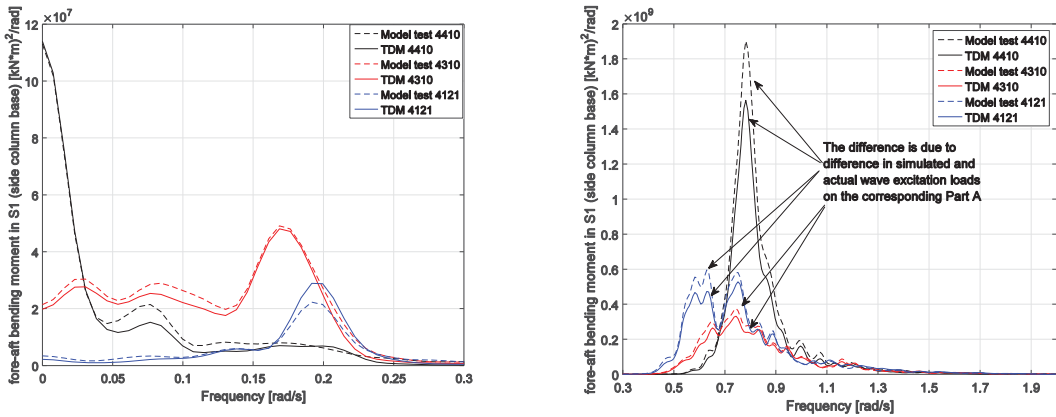 fore-aft bending moment in S1 (side column base) [kN*m)²/rad]
×10⁷
12
10
8
6
4
2
0
0
0.05
0.1
0.15
0.2
0.25
0.3
Frequency [rad/s]
Model test 4410
TDM 4410
Model test 4310
TDM 4310
Model test 4121
TDM 4121
fore-aft bending moment in S1 (side column base) [kN*m)²/rad]
×10⁹
2
1.8
1.6
1.4
1.2
1
0.8
0.6
0.4
0.2
0
0.3
0.5
0.7
0.9
1.1
1.3
1.5
1.7
1.9
Frequency [rad/s]
Model test 4410
TDM 4410
Model test 4310
TDM 4310
Model test 4121
TDM 4121
The difference is due to
difference in simulated and
actual wave excitation loads
on the corresponding Part A